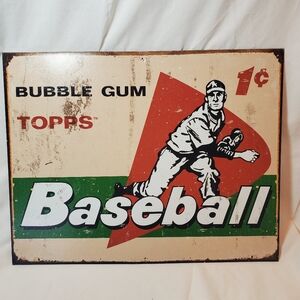 1¢
BUBBLE GUM
TOPPS
Baseball